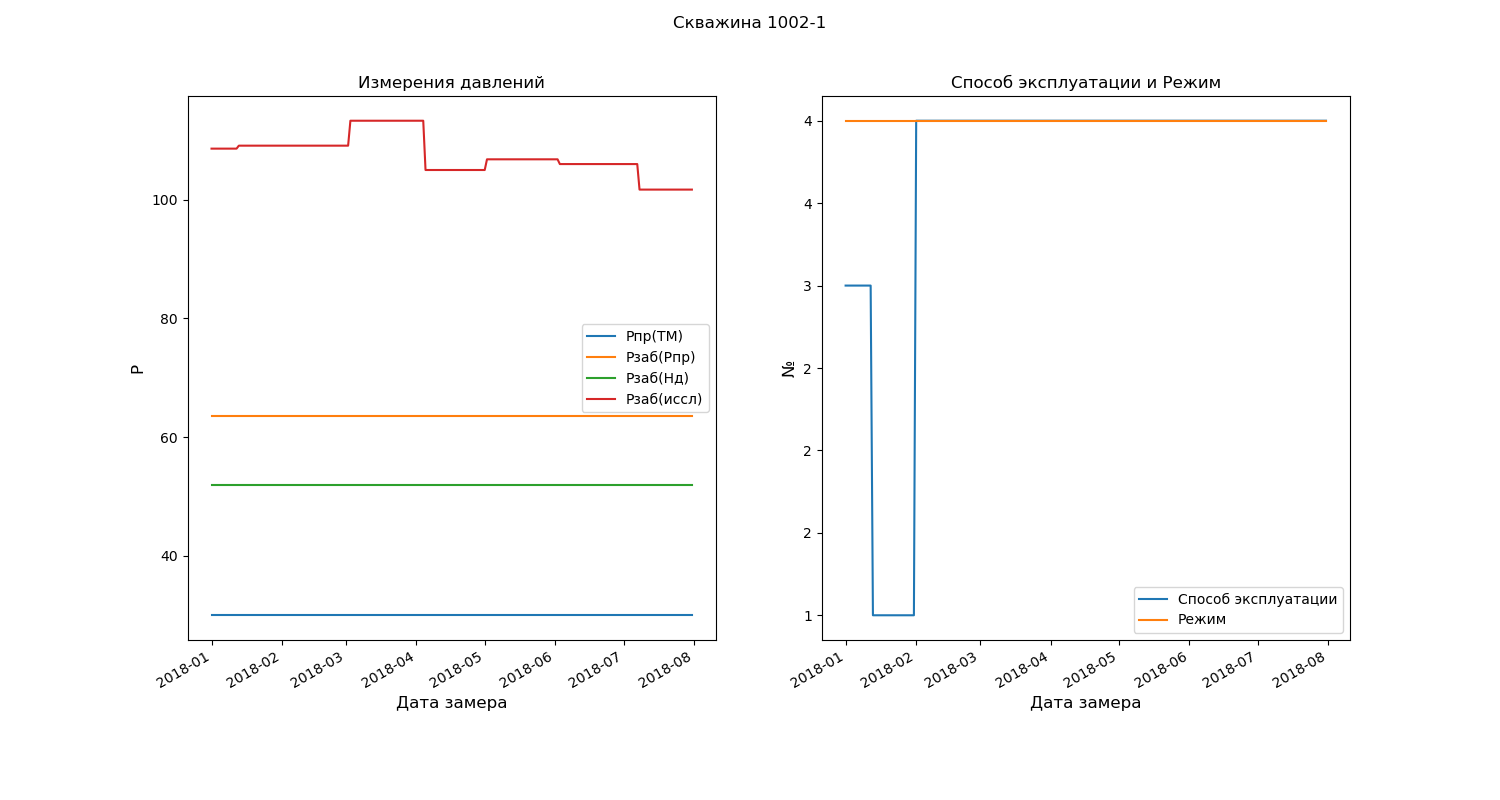 Скважина 1002-1
Измерения давлений
100
80
60
40
P
Pпр(ТМ)
Pзаб(Pпр)
Pзаб(Hд)
Pзаб(иссл)
2018-01
2018-02
2018-03
2018-04
2018-05
2018-06
2018-07
2018-08
Дата замера
Способ эксплуатации и Режим
4
4
3
2
2
2
1
№
Способ эксплуатации
Режим
2018-01
2018-02
2018-03
2018-04
2018-05
2018-06
2018-07
2018-08
Дата замера